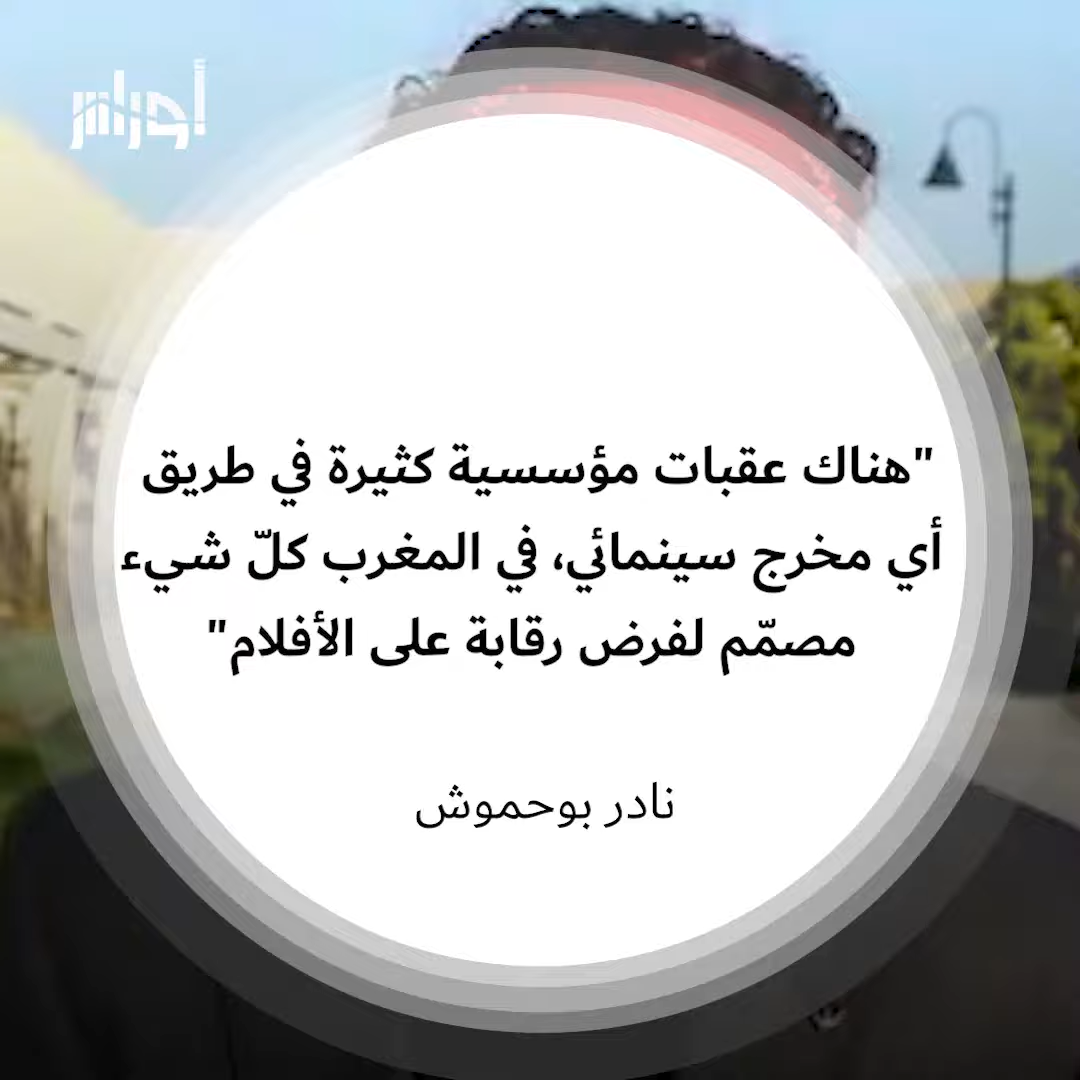 أوراس
"هناك عقبات مؤسسية كثيرة في طريق
أي مخرج سينمائي، في المغرب كلّ شيء
مصمّم لفرض رقابة على الأفلام"
نادر بوحموش